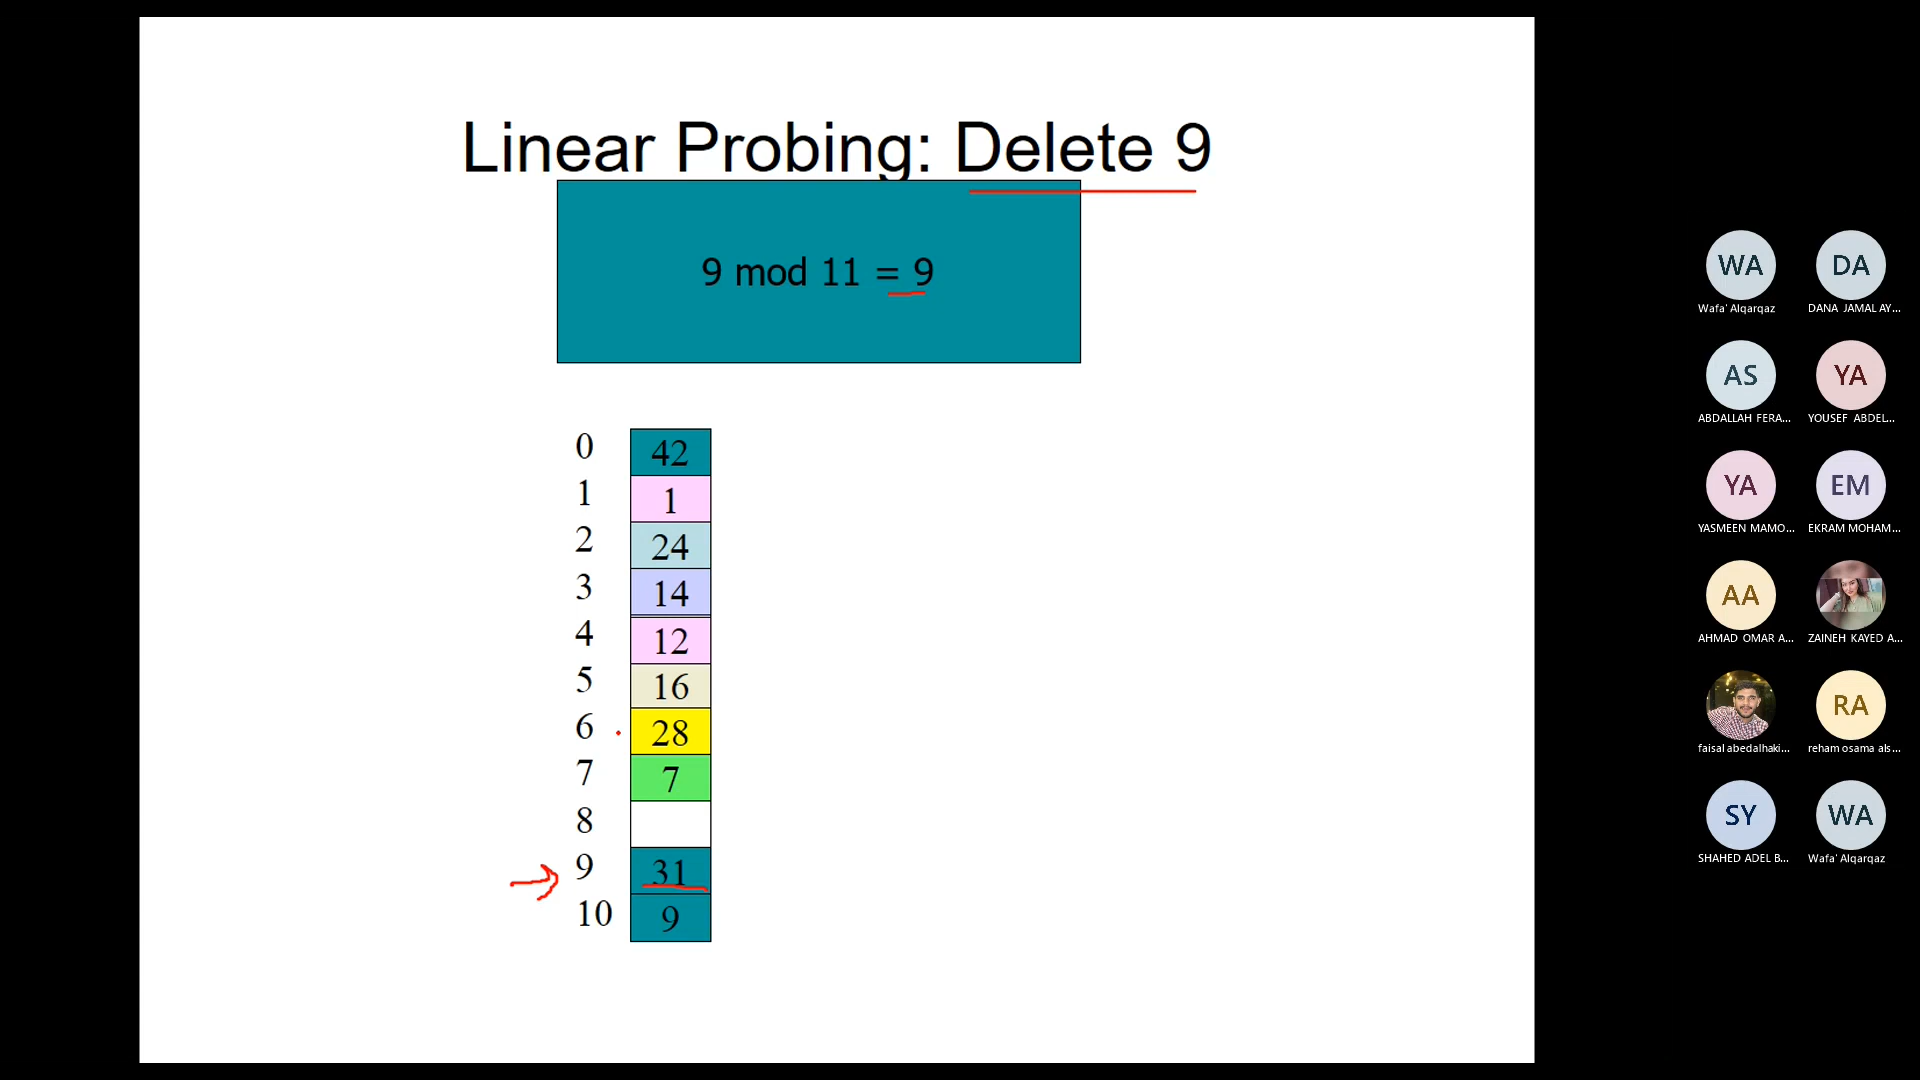 Linear Probing: Delete 9
9 mod 11 = 9
0 42
1 1
2 24
3 14
4 12
5 16
6 28
7 7
8
9 31
10 9
WA DA
Wafa' Alqarqaz DANA JAMAL AY...
AS YA
ABDALLAH FERA... YOUSEF ABDEL...
YA EM
YASMEEN MAMO... EKRAM MOHAM...
AA
AHMAD OMAR A... ZAINEH KAYED A...
RA
faisal abedalhaki... reham osama als...
SY WA
SHAHED ADEL B... Wafa' Alqarqaz